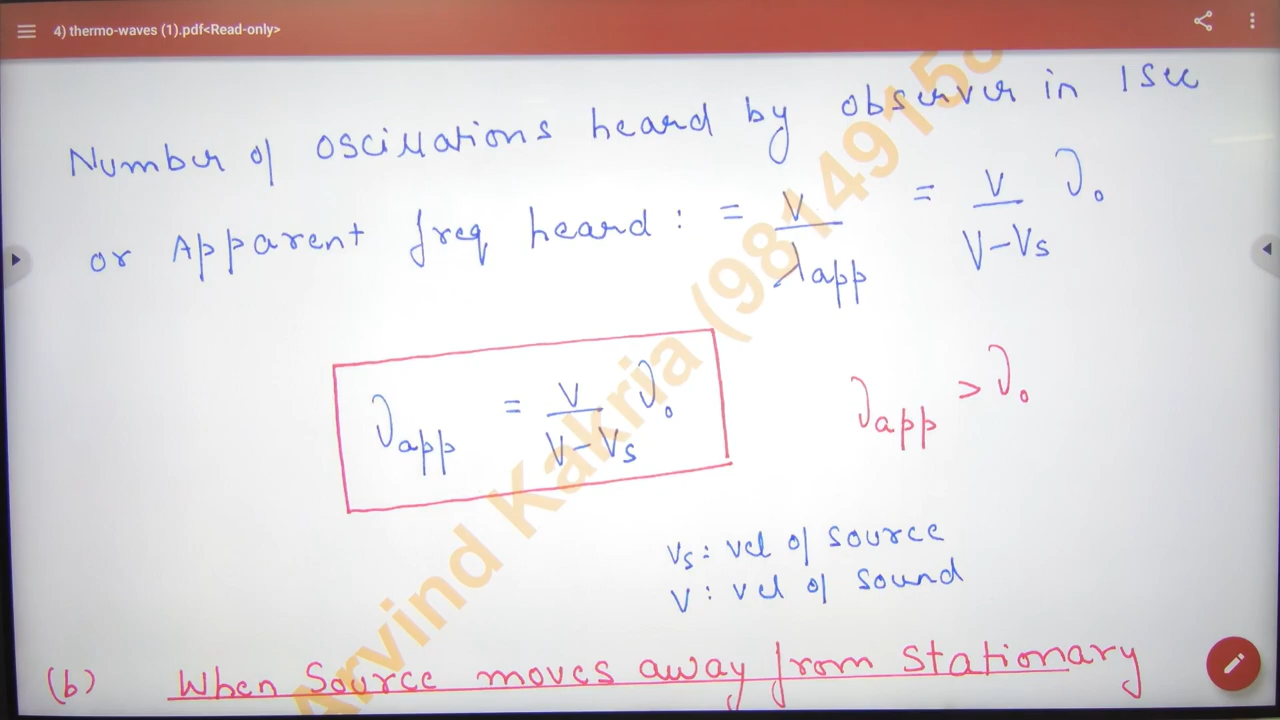 4) thermo-waves (1).pdf<Read-only>
Number of oscillations heard by observer in 1 sec
or Apparent freq heard : = V/λapp = V/(V-Vs) ν₀
νapp = V/(V-Vs) ν₀
νapp > ν₀
Vs : vel of source
V : vel of sound
(b) When Source moves away from stationary
Arvind Kakria (9814915